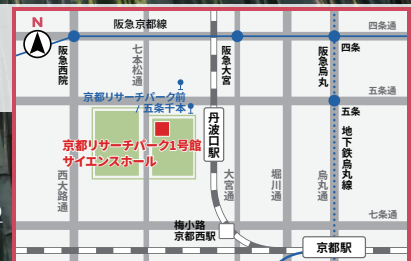 N
阪急京都線
四条通
阪急西院
七本松通
阪急大宮
阪急烏丸
四条
京都リサーチパーク前
/ 五条千本
五条通
五条
丹波口駅
地下鉄烏丸線
京都リサーチパーク1号館
サイエンスホール
西大路通
大宮通
堀川通
烏丸通
七条通
梅小路
京都西駅
京都駅